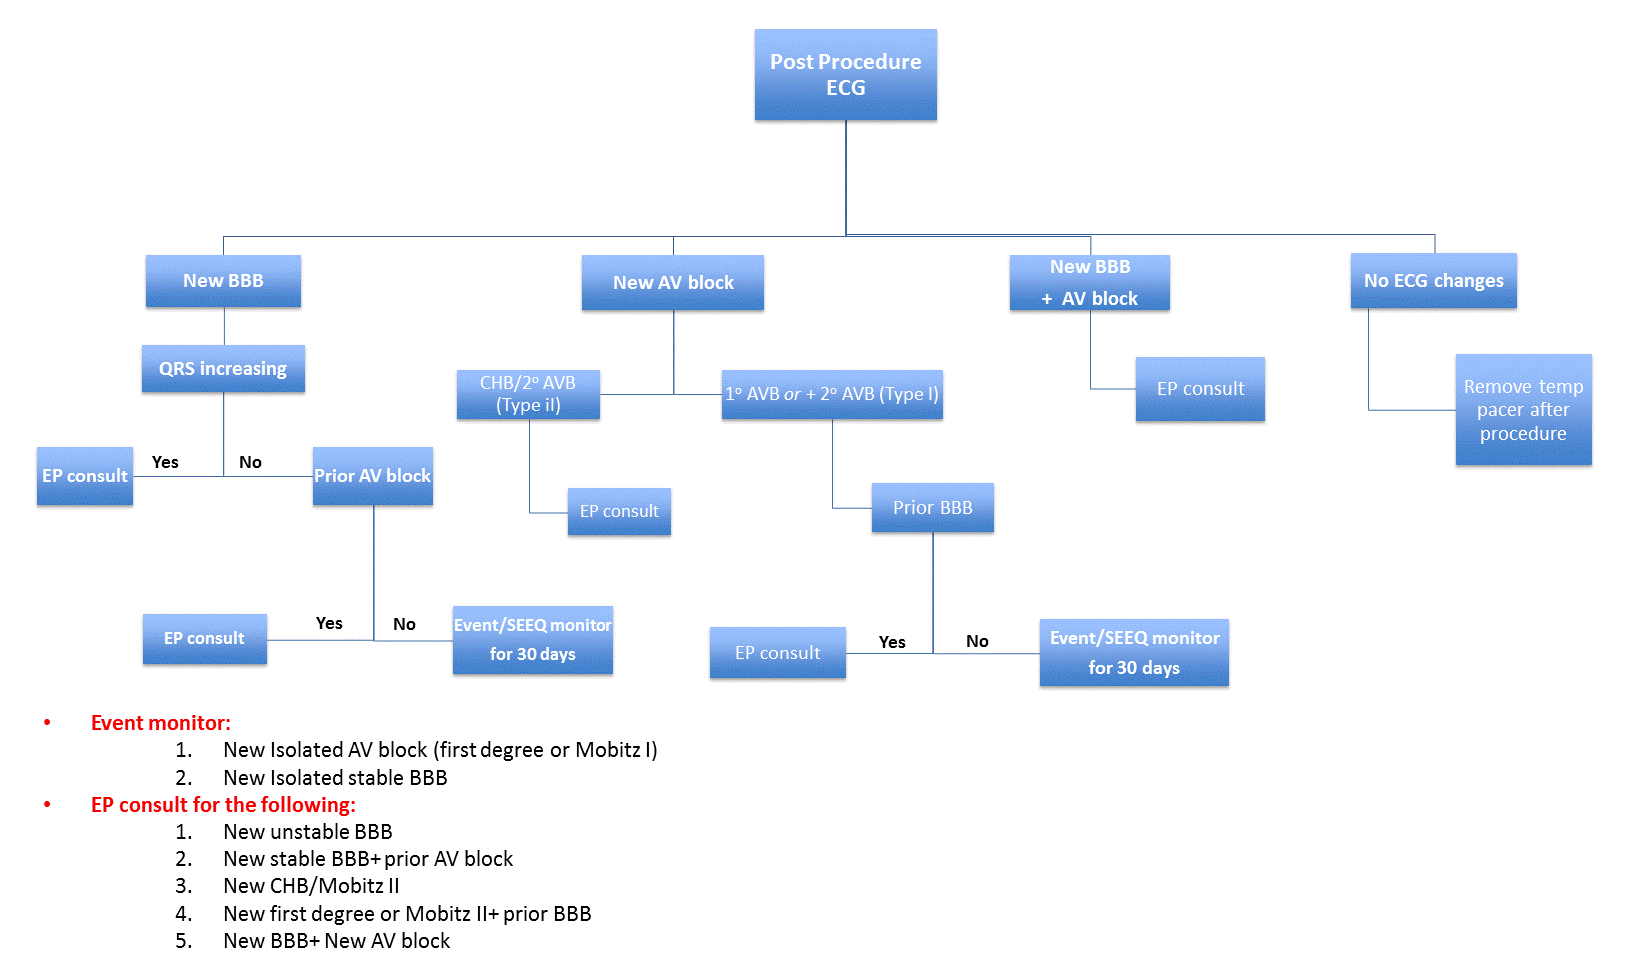 Post Procedure
ECG
New BBB
New AV block
New BBB
+ AV block
No ECG changes
QRS increasing
CHB/2º AVB
(Type iI)
1º AVB or + 2º AVB (Type I)
EP consult
Remove temp
pacer after
procedure
EP consult
Yes
No
Prior AV block
EP consult
Prior BBB
EP consult
Yes
No
Event/SEEQ monitor
for 30 days
EP consult
Yes
No
Event/SEEQ monitor
for 30 days
• Event monitor:
1. New Isolated AV block (first degree or Mobitz I)
2. New Isolated stable BBB
• EP consult for the following:
1. New unstable BBB
2. New stable BBB+ prior AV block
3. New CHB/Mobitz II
4. New first degree or Mobitz II+ prior BBB
5. New BBB+ New AV block